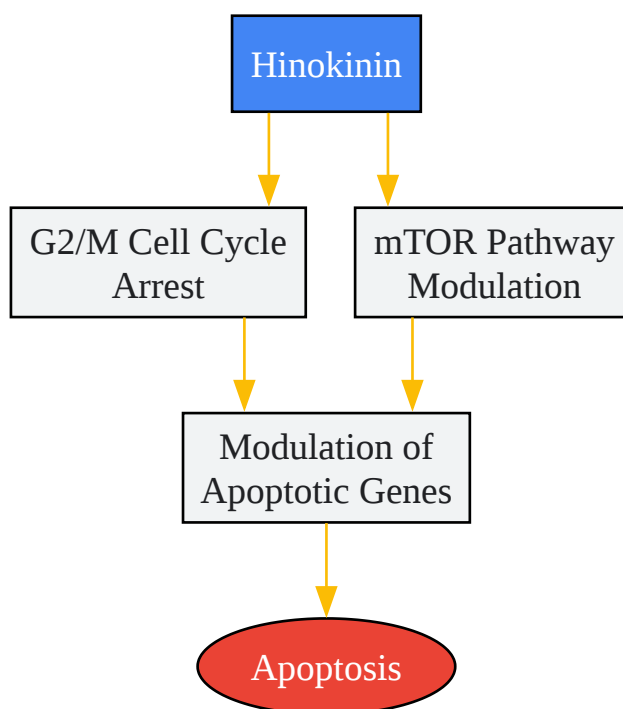 Hinokinin
G2/M Cell Cycle
Arrest
mTOR Pathway
Modulation
Modulation of
Apoptotic Genes
Apoptosis